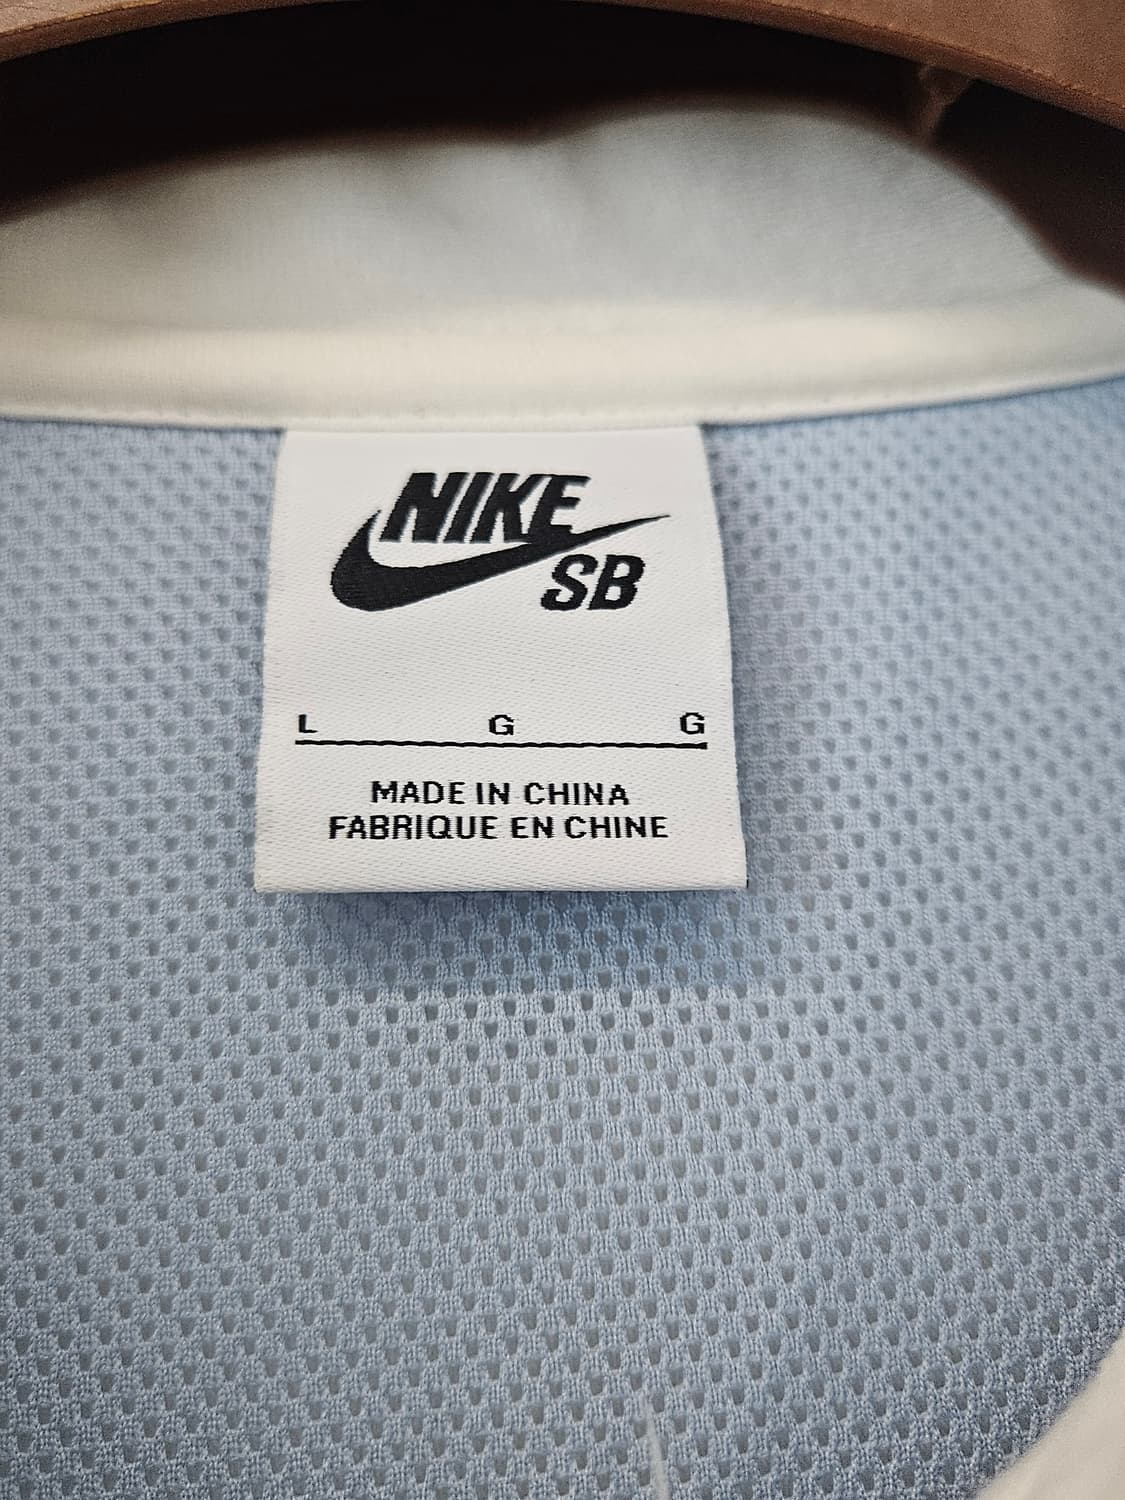 NIKE
SB
L G G
MADE IN CHINA
FABRIQUE EN CHINE